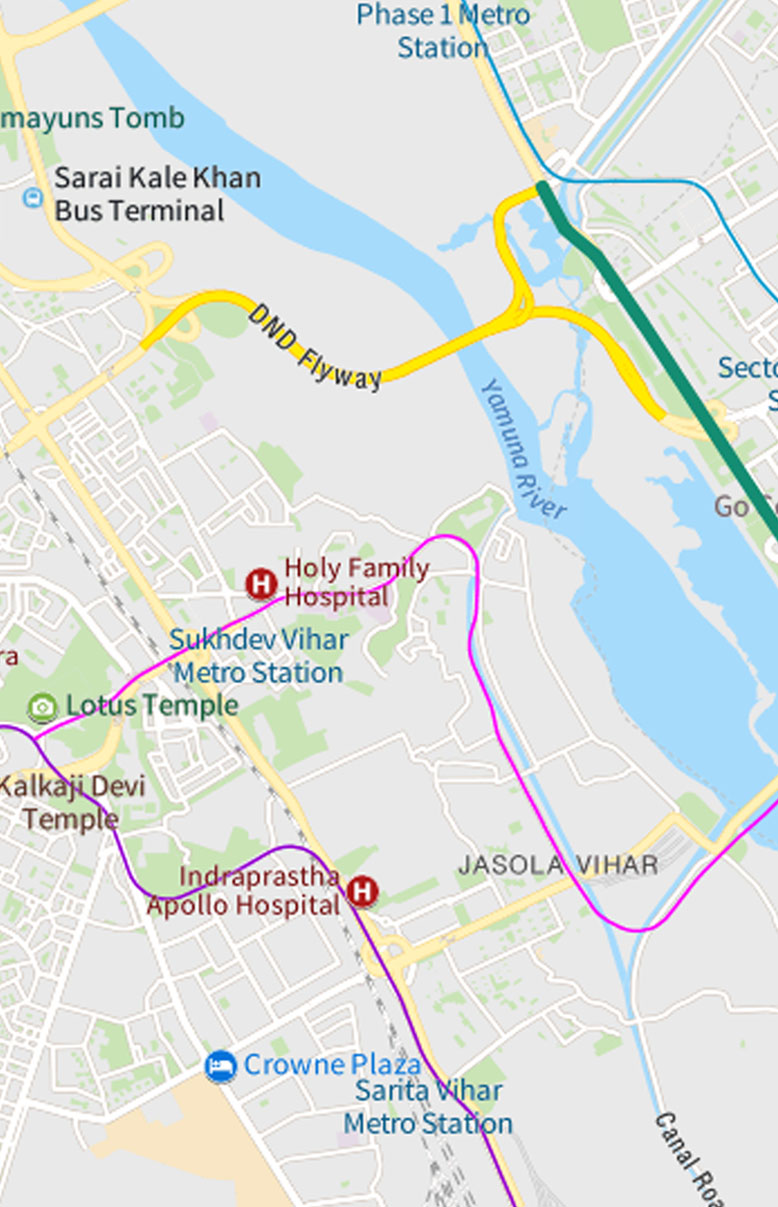 Phase 1 Metro
Station
mayuns Tomb
Sarai Kale Khan
Bus Terminal
DND Flyway
Secto
S
Yamuna River
Go
Holy Family
Hospital
Sukhdev Vihar
Metro Station
ra
Lotus Temple
Kalkaji Devi
Temple
JASOLA VIHAR
Indraprastha
Apollo Hospital
Crowne Plaza
Sarita Vihar
Metro Station
Canal Roa